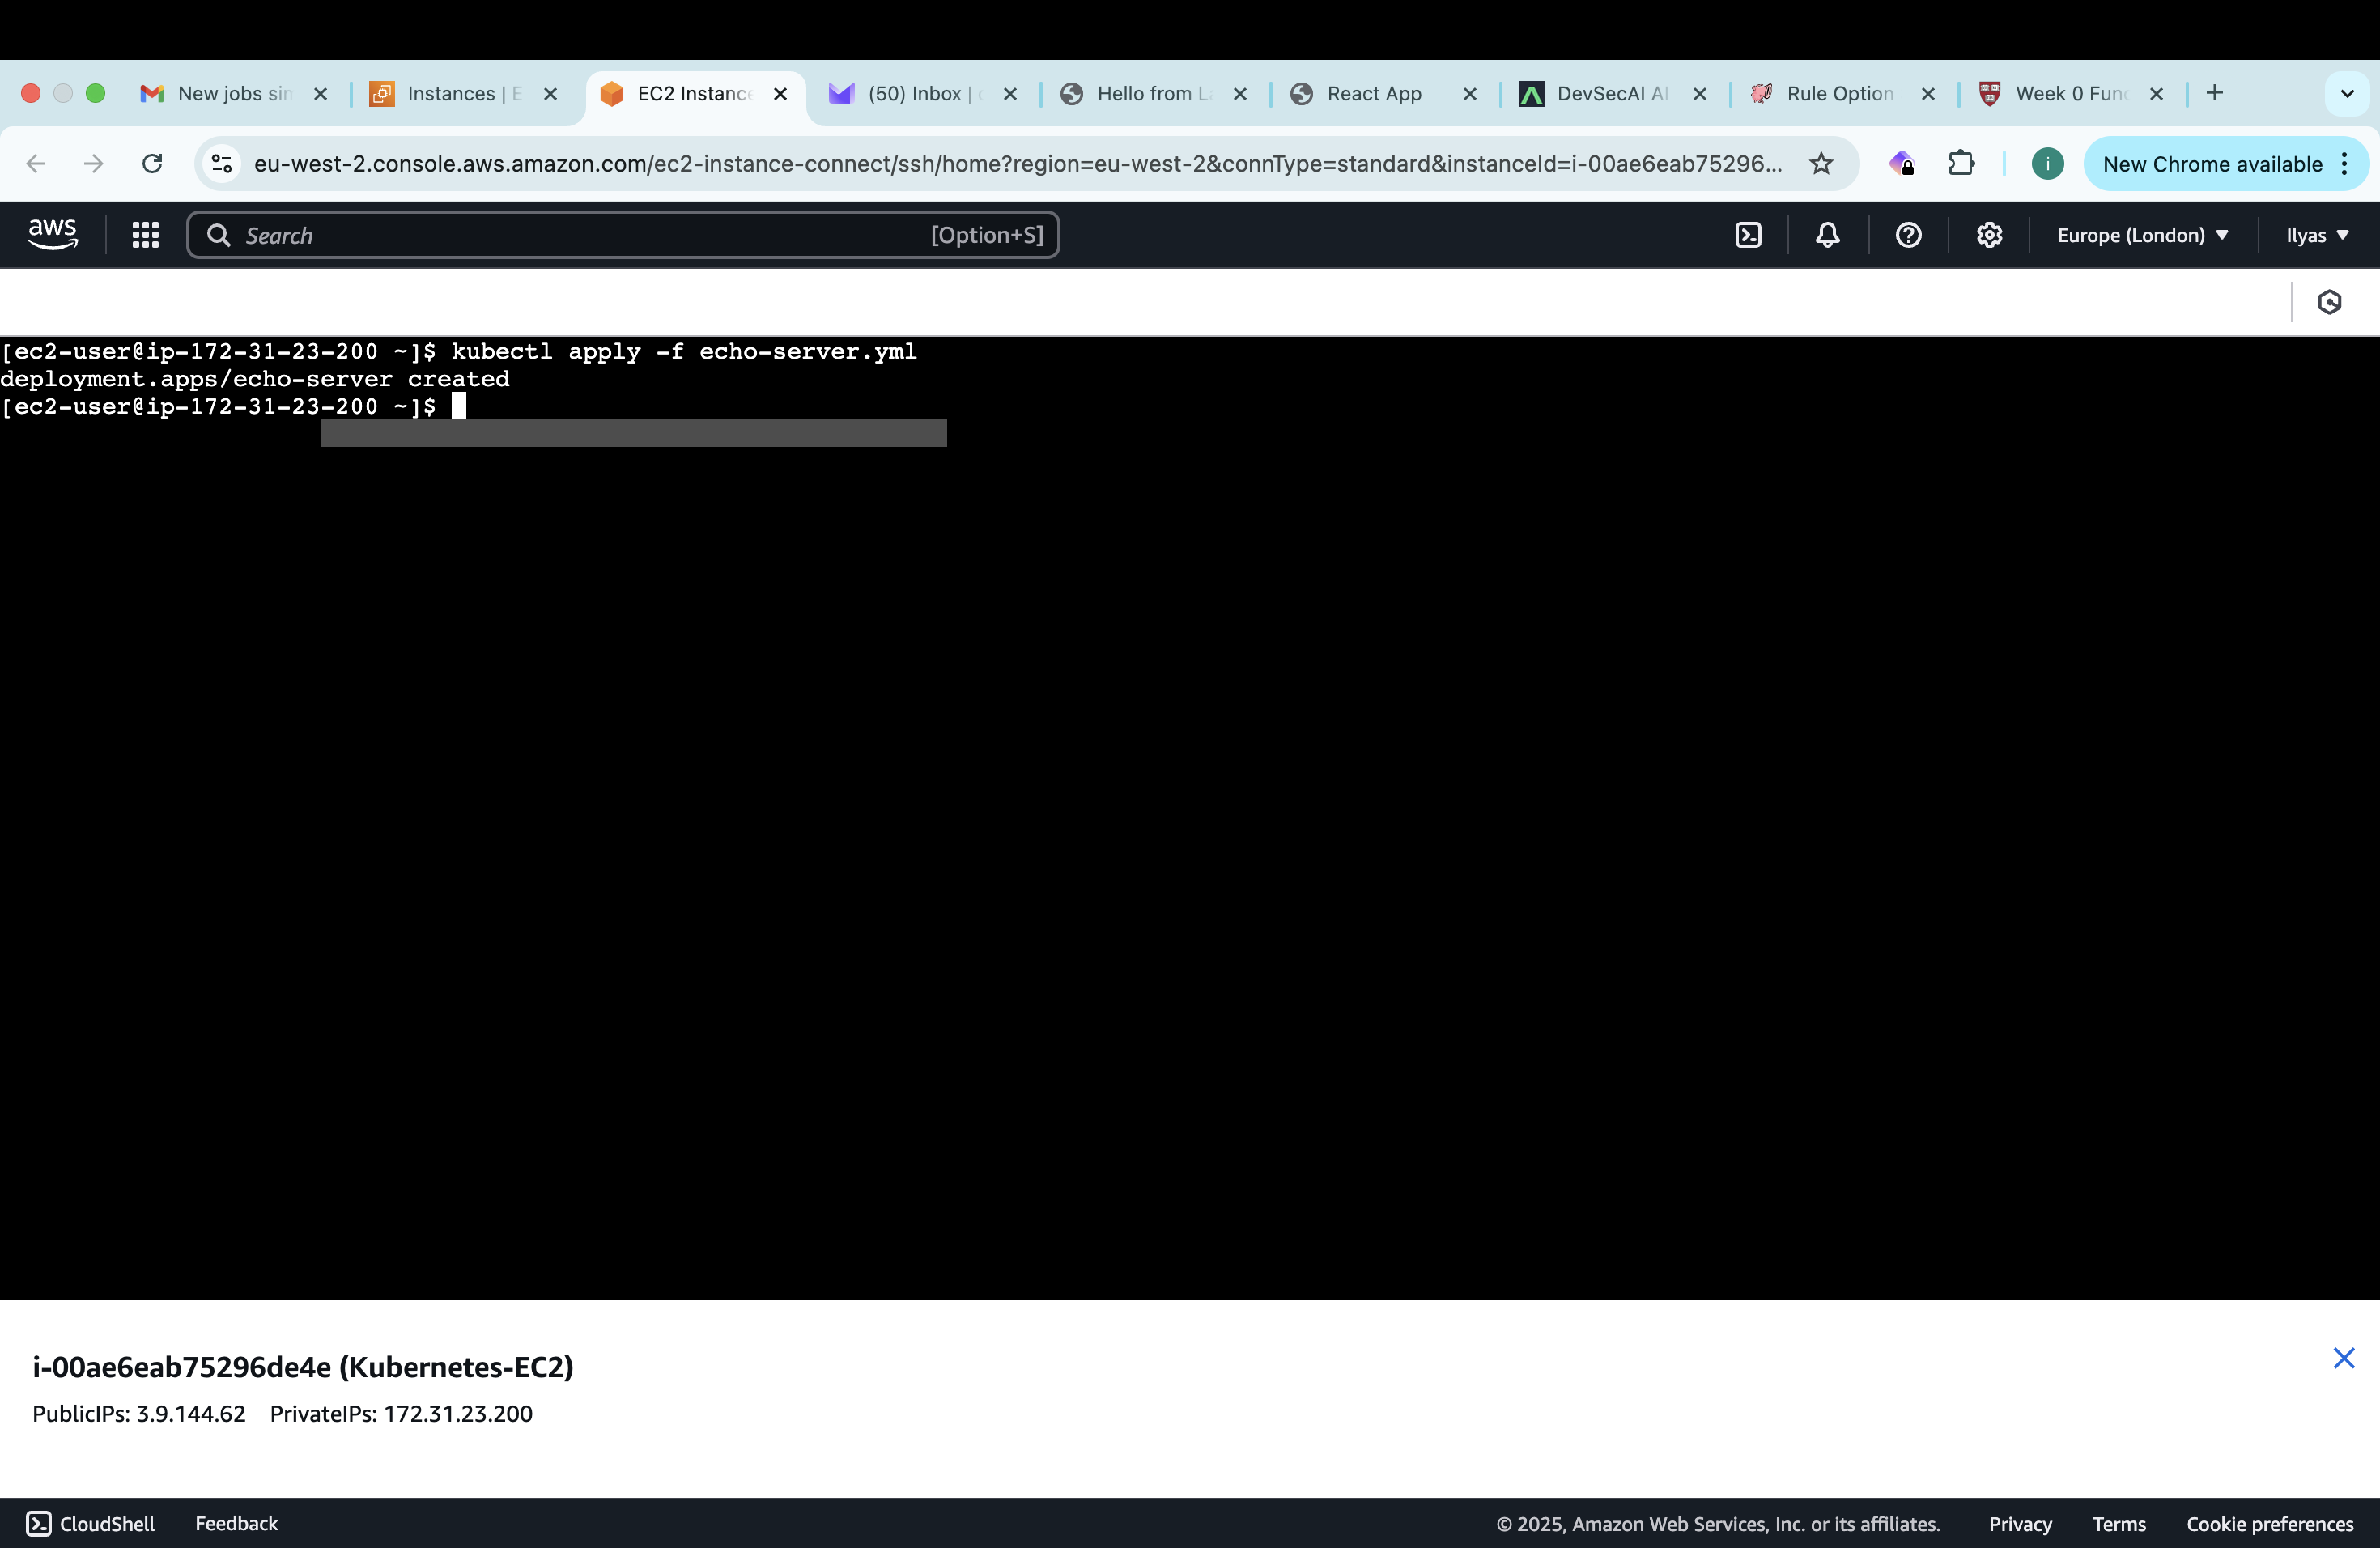 New jobs sin
Instances | E
EC2 Instance
(50) Inbox |
Hello from La
React App
DevSecAI AI
Rule Option
Week 0 Func
eu-west-2.console.aws.amazon.com/ec2-instance-connect/ssh/home?region=eu-west-2&connType=standard&instanceId=i-00ae6eab75296...
i
New Chrome available
aws
Search
[Option+S]
Europe (London)
Ilyas
[ec2-user@ip-172-31-23-200 ~]$ kubectl apply -f echo-server.yml
deployment.apps/echo-server created
[ec2-user@ip-172-31-23-200 ~]$
i-00ae6eab75296de4e (Kubernetes-EC2)
PublicIPs: 3.9.144.62 PrivateIPs: 172.31.23.200
CloudShell
Feedback
© 2025, Amazon Web Services, Inc. or its affiliates.
Privacy
Terms
Cookie preferences